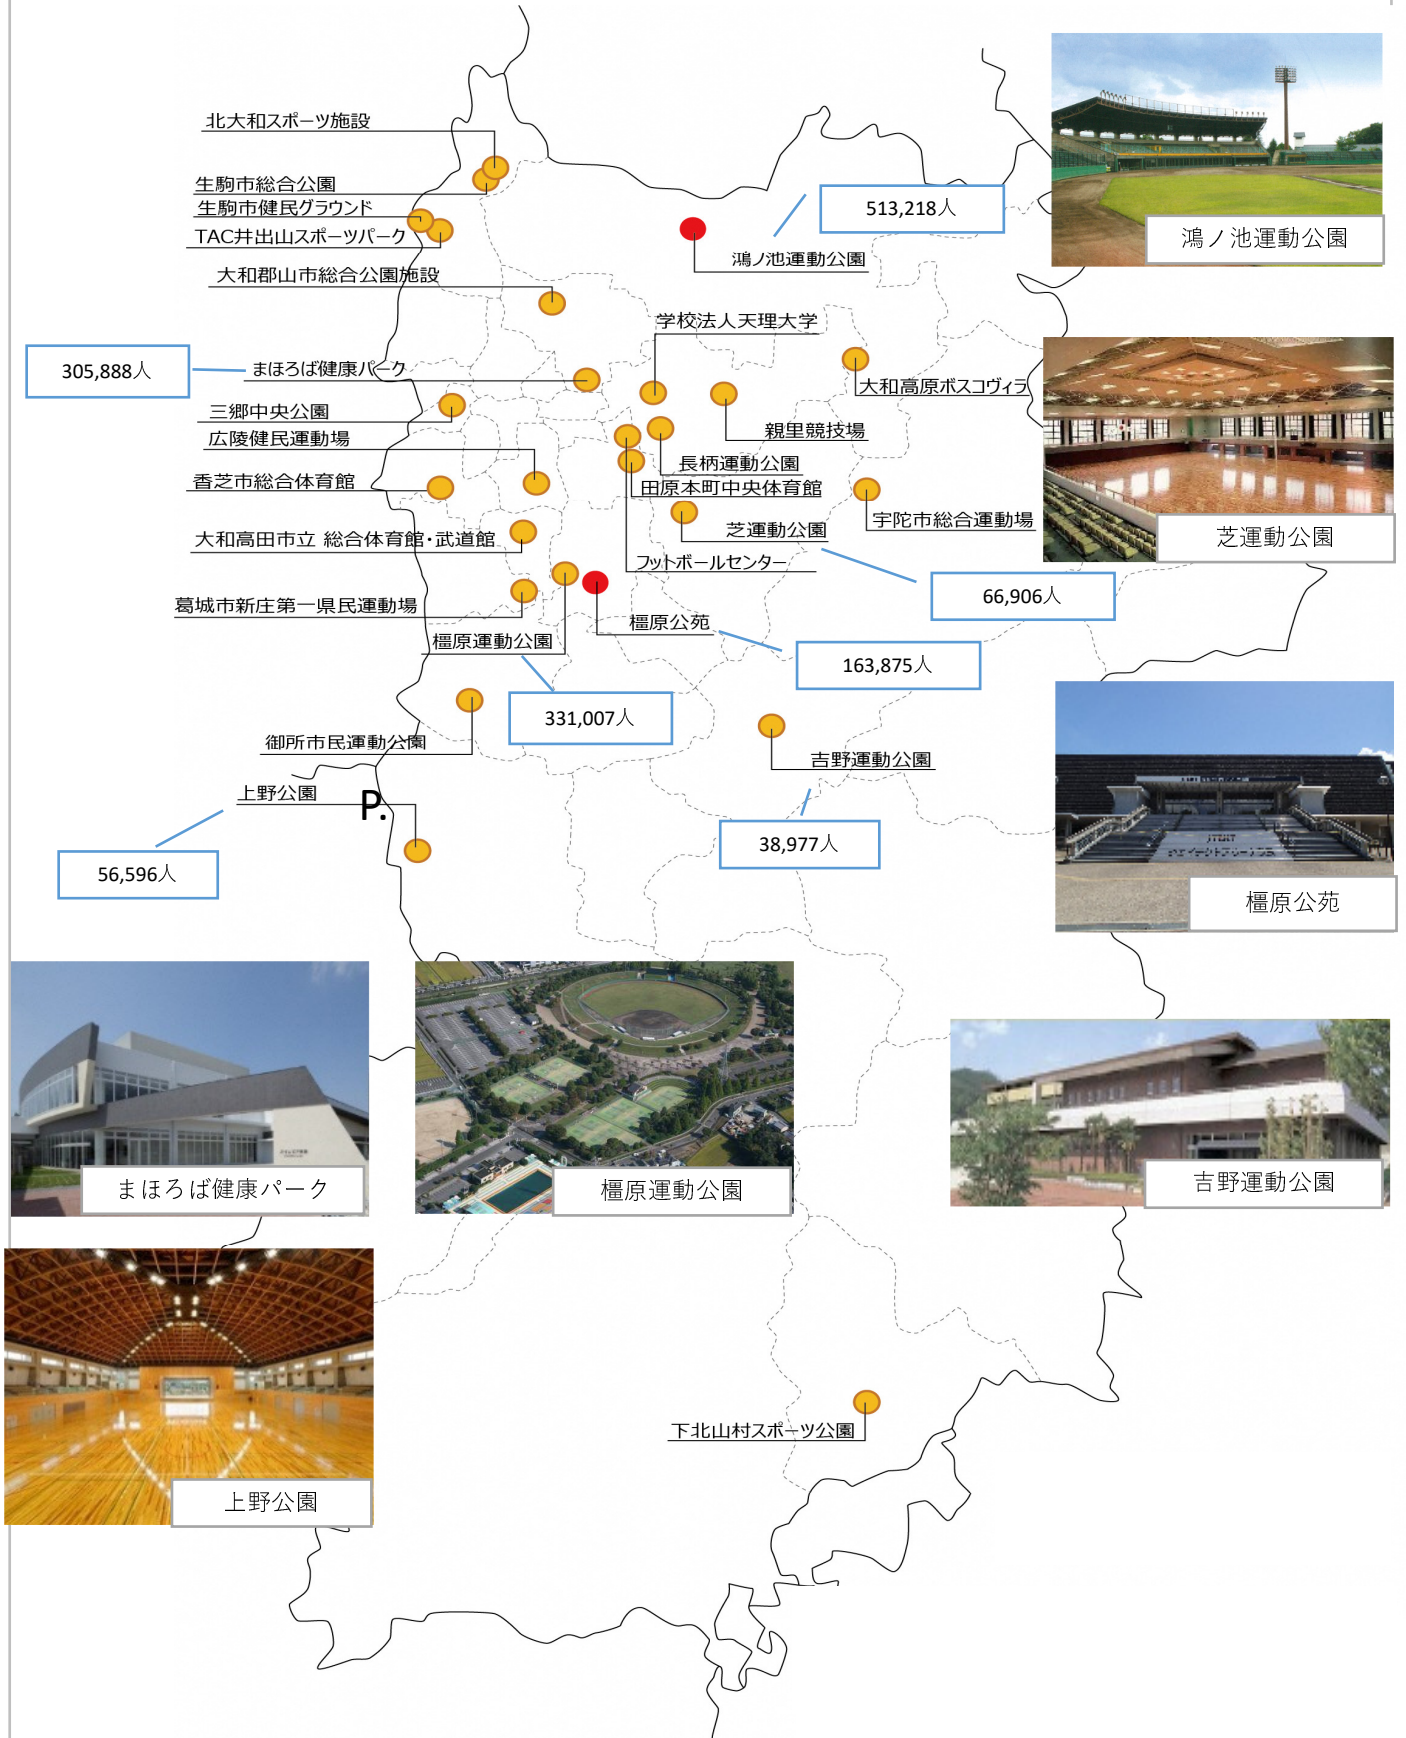 北大和スポーツ施設
生駒市総合公園
生駒市健民グラウンド
TAC井出山スポーツパーク
大和郡山市総合公園施設
513,218人
鴻ノ池運動公園
鴻ノ池運動公園
学校法人天理大学
305,888人
まほろば健康パーク
大和高原ボスコヴィラ
三郷中央公園
広陵健民運動場
親里競技場
長柄運動公園
香芝市総合体育館
田原本町中央体育館
宇陀市総合運動場
芝運動公園
芝運動公園
大和高田市立 総合体育館・武道館
フットボールセンター
66,906人
葛城市新庄第一県民運動場
橿原公苑
橿原運動公園
163,875人
331,007人
御所市民運動公園
吉野運動公園
上野公園
P.
38,977人
56,596人
橿原公苑
まほろば健康パーク
橿原運動公園
吉野運動公園
下北山村スポーツ公園
上野公園